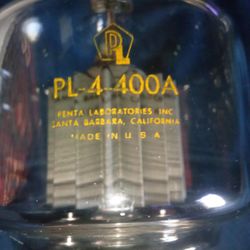 PL
PL-4-400A
PENTA LABORATORIES INC
SANTA BARBARA, CALIFORNIA
MADE IN U S A